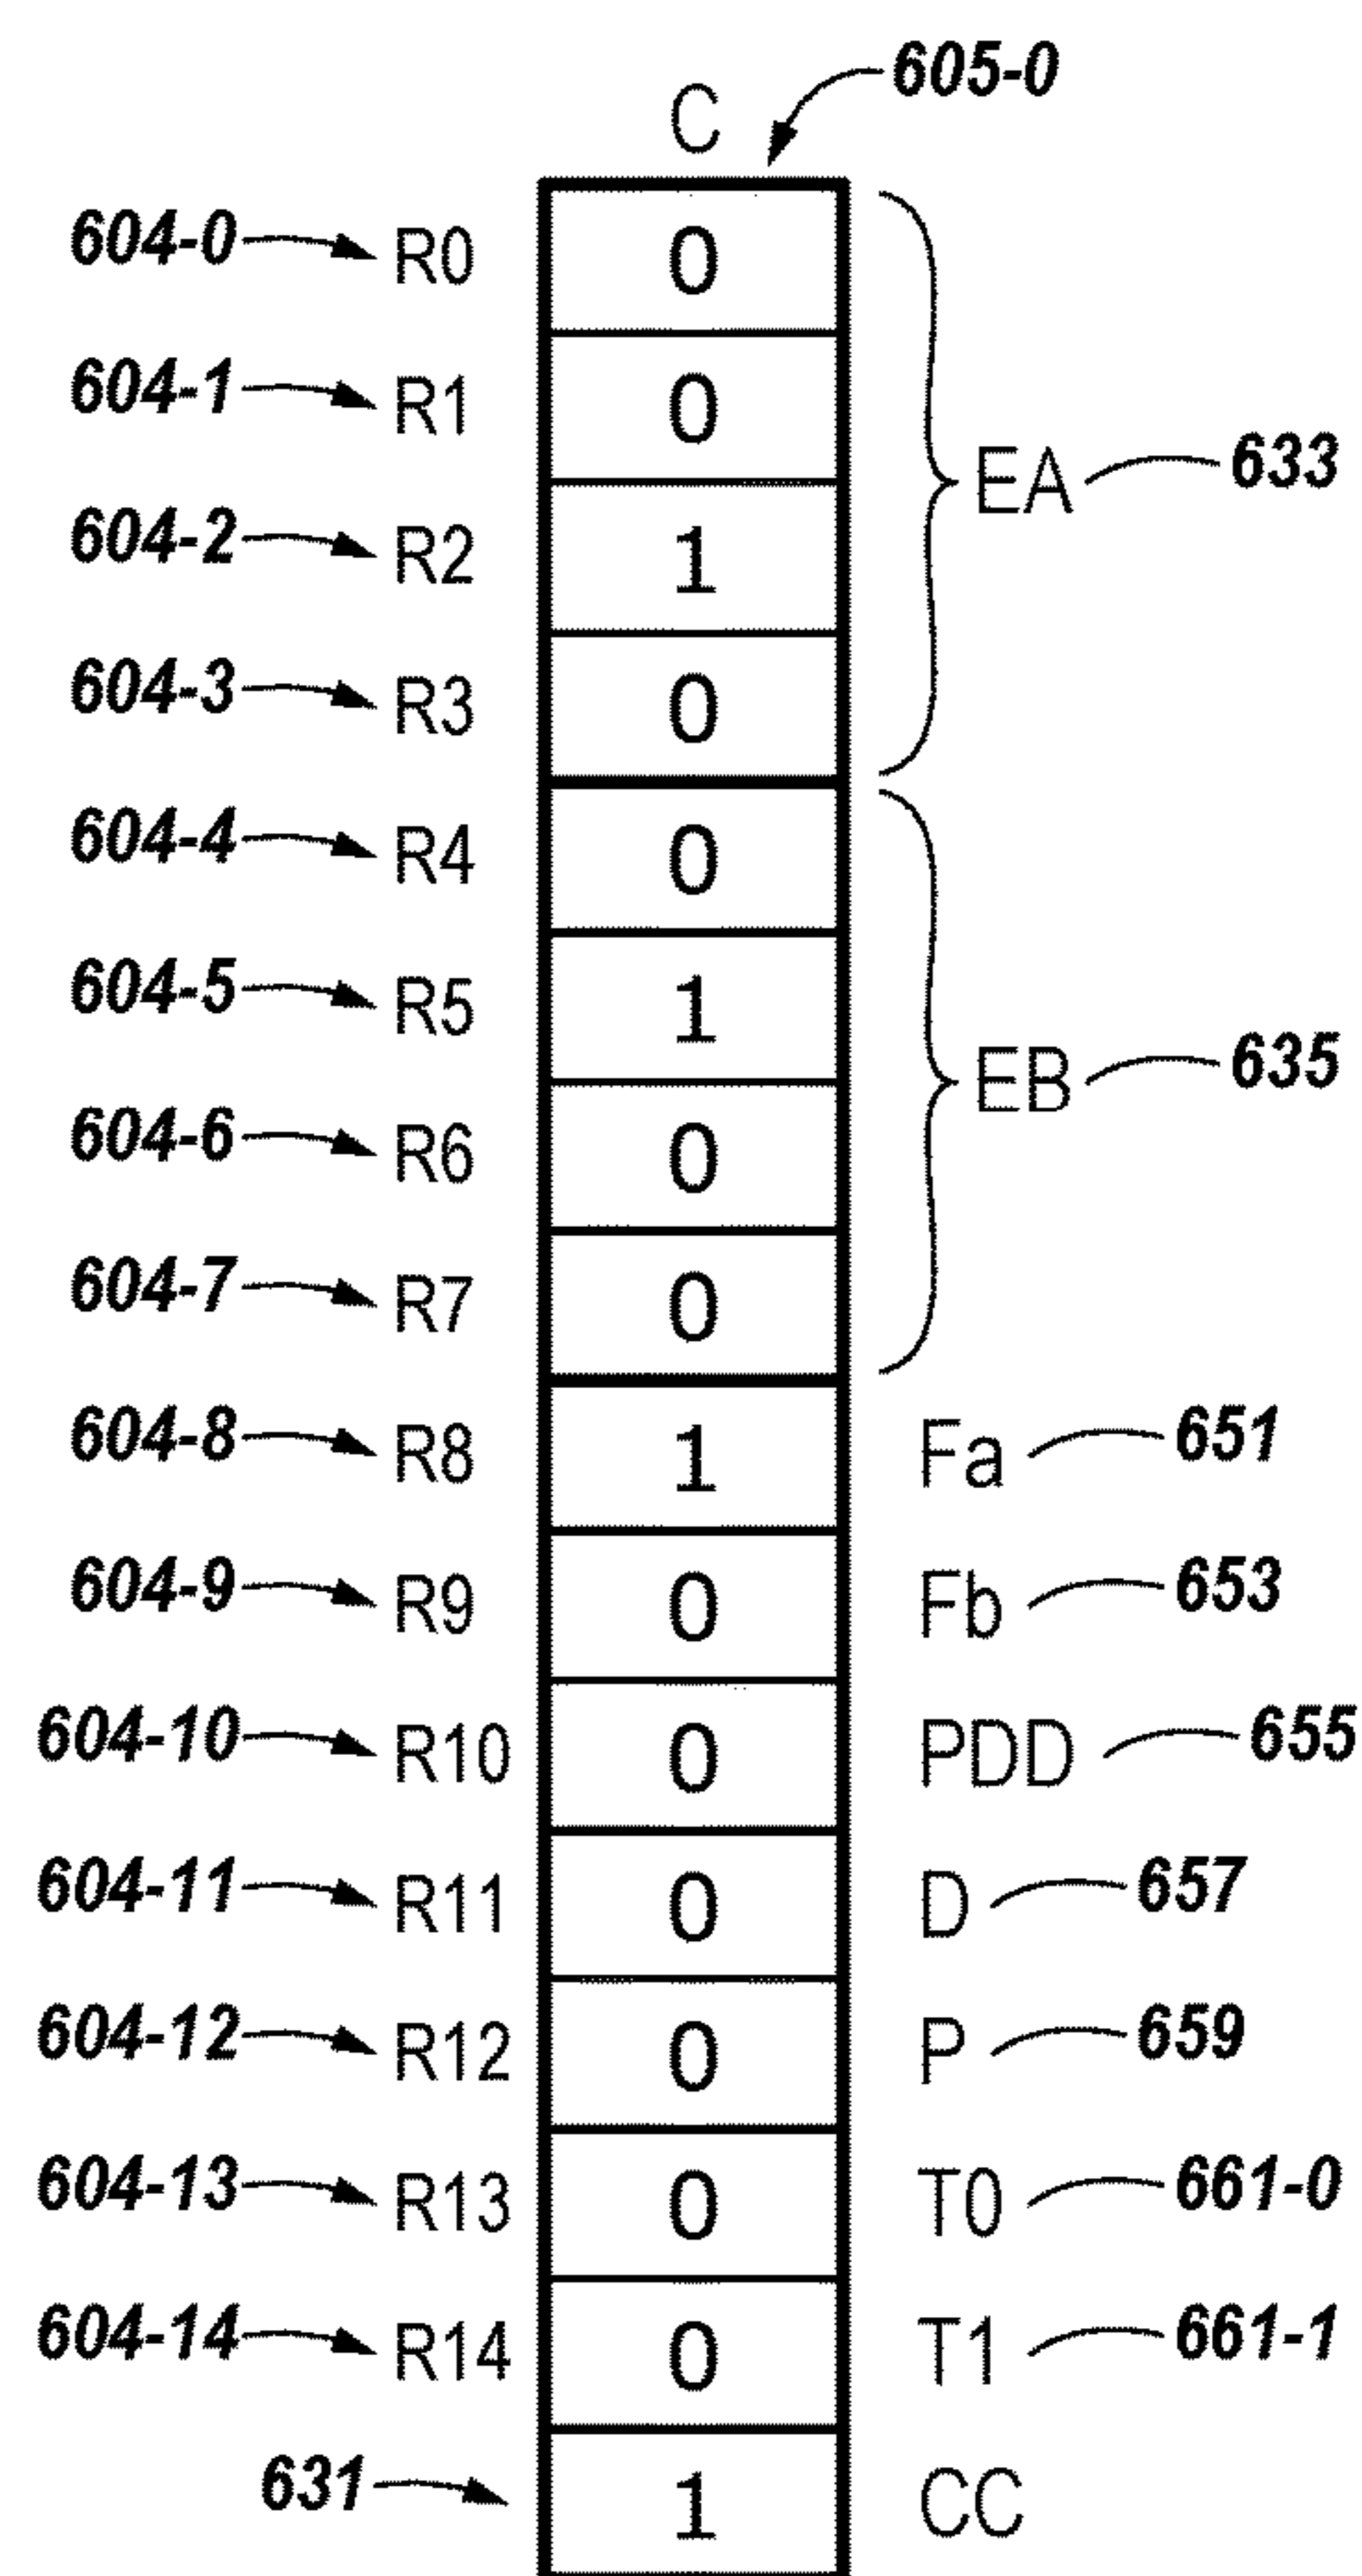 605-0
C
604-0 R0 0
604-1 R1 0
EA 633
604-2 R2 1
604-3 R3 0
604-4 R4 0
604-5 R5 1
EB 635
604-6 R6 0
604-7 R7 0
604-8 R8 1 Fa 651
604-9 R9 0 Fb 653
604-10 R10 0 PDD 655
604-11 R11 0 D 657
604-12 R12 0 P 659
604-13 R13 0 T0 661-0
604-14 R14 0 T1 661-1
631 1 CC